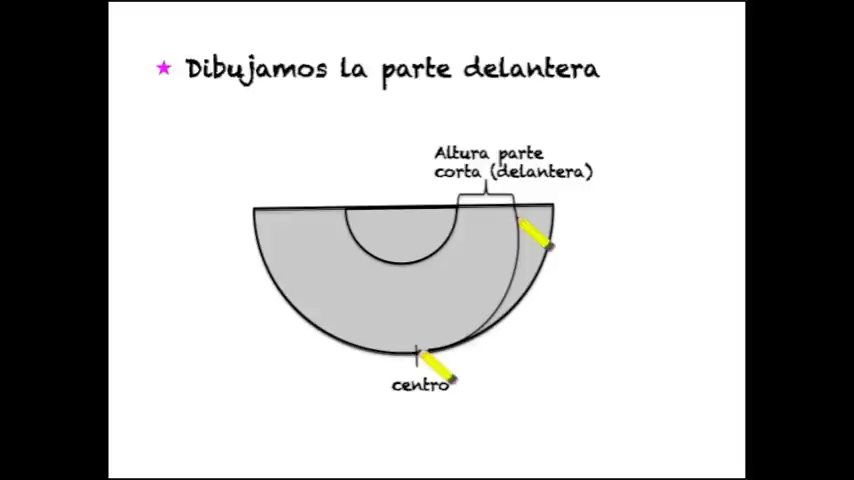 Dibujamos la parte delantera
Altura parte
corta (delantera)
centro